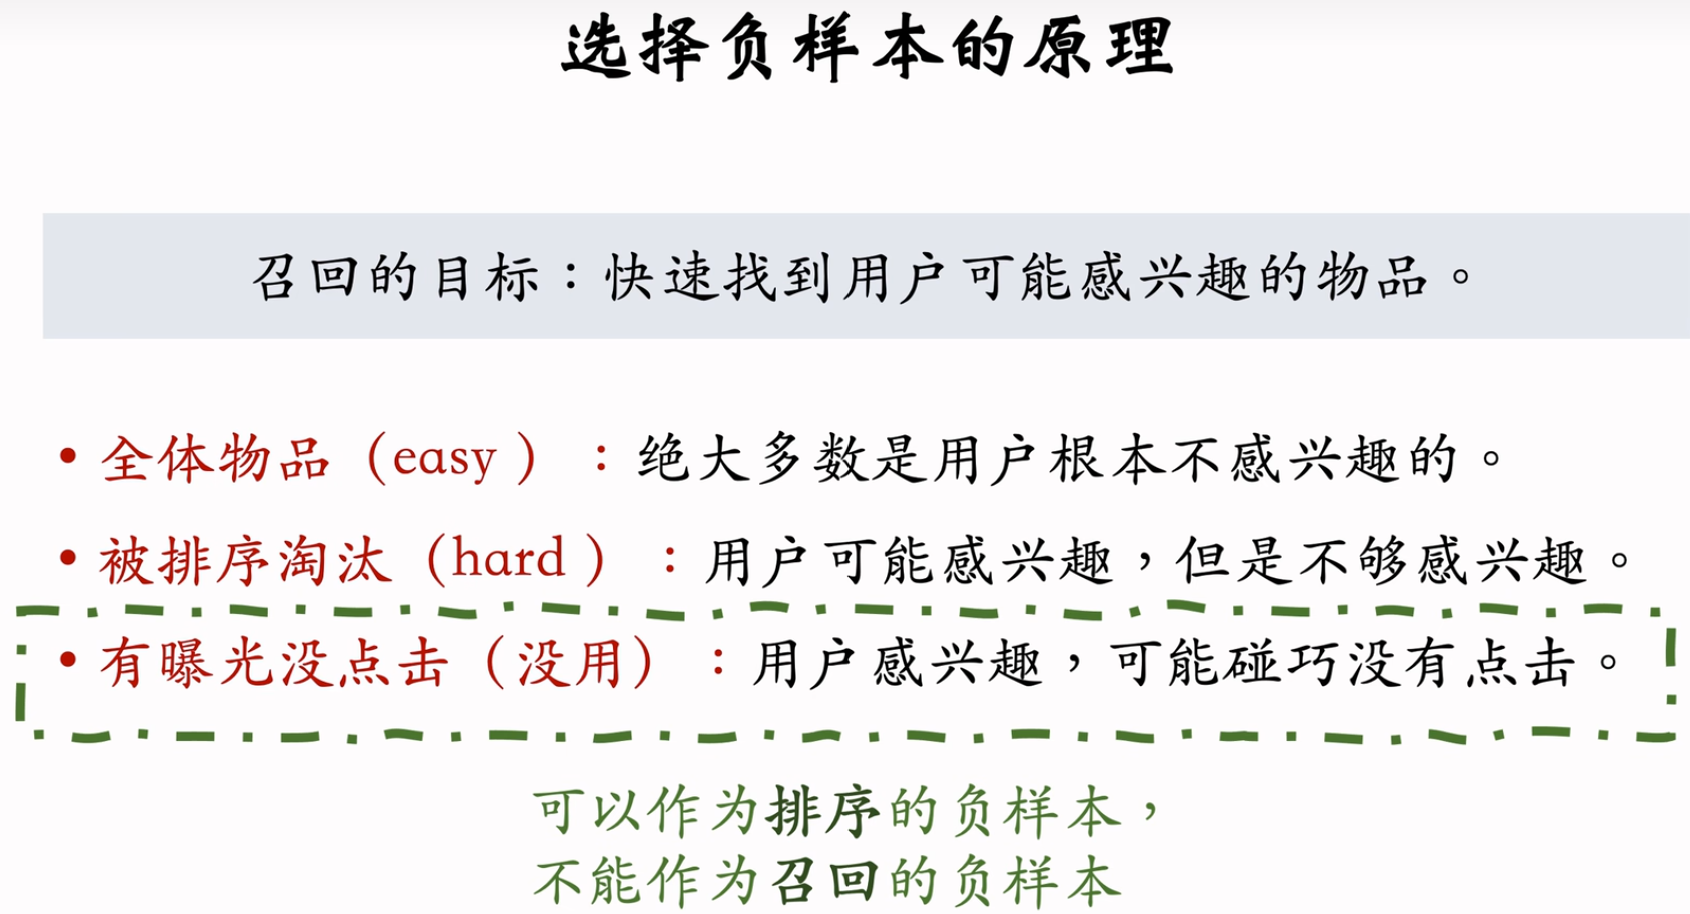 选择负样本的原理
召回的目标：快速找到用户可能感兴趣的物品。
• 全体物品（easy ）：绝大多数是用户根本不感兴趣的。
• 被排序淘汰（hard ）：用户可能感兴趣，但是不够感兴趣。
• 有曝光没点击（没用）：用户感兴趣，可能碰巧没有点击。
可以作为排序的负样本，
不能作为召回的负样本